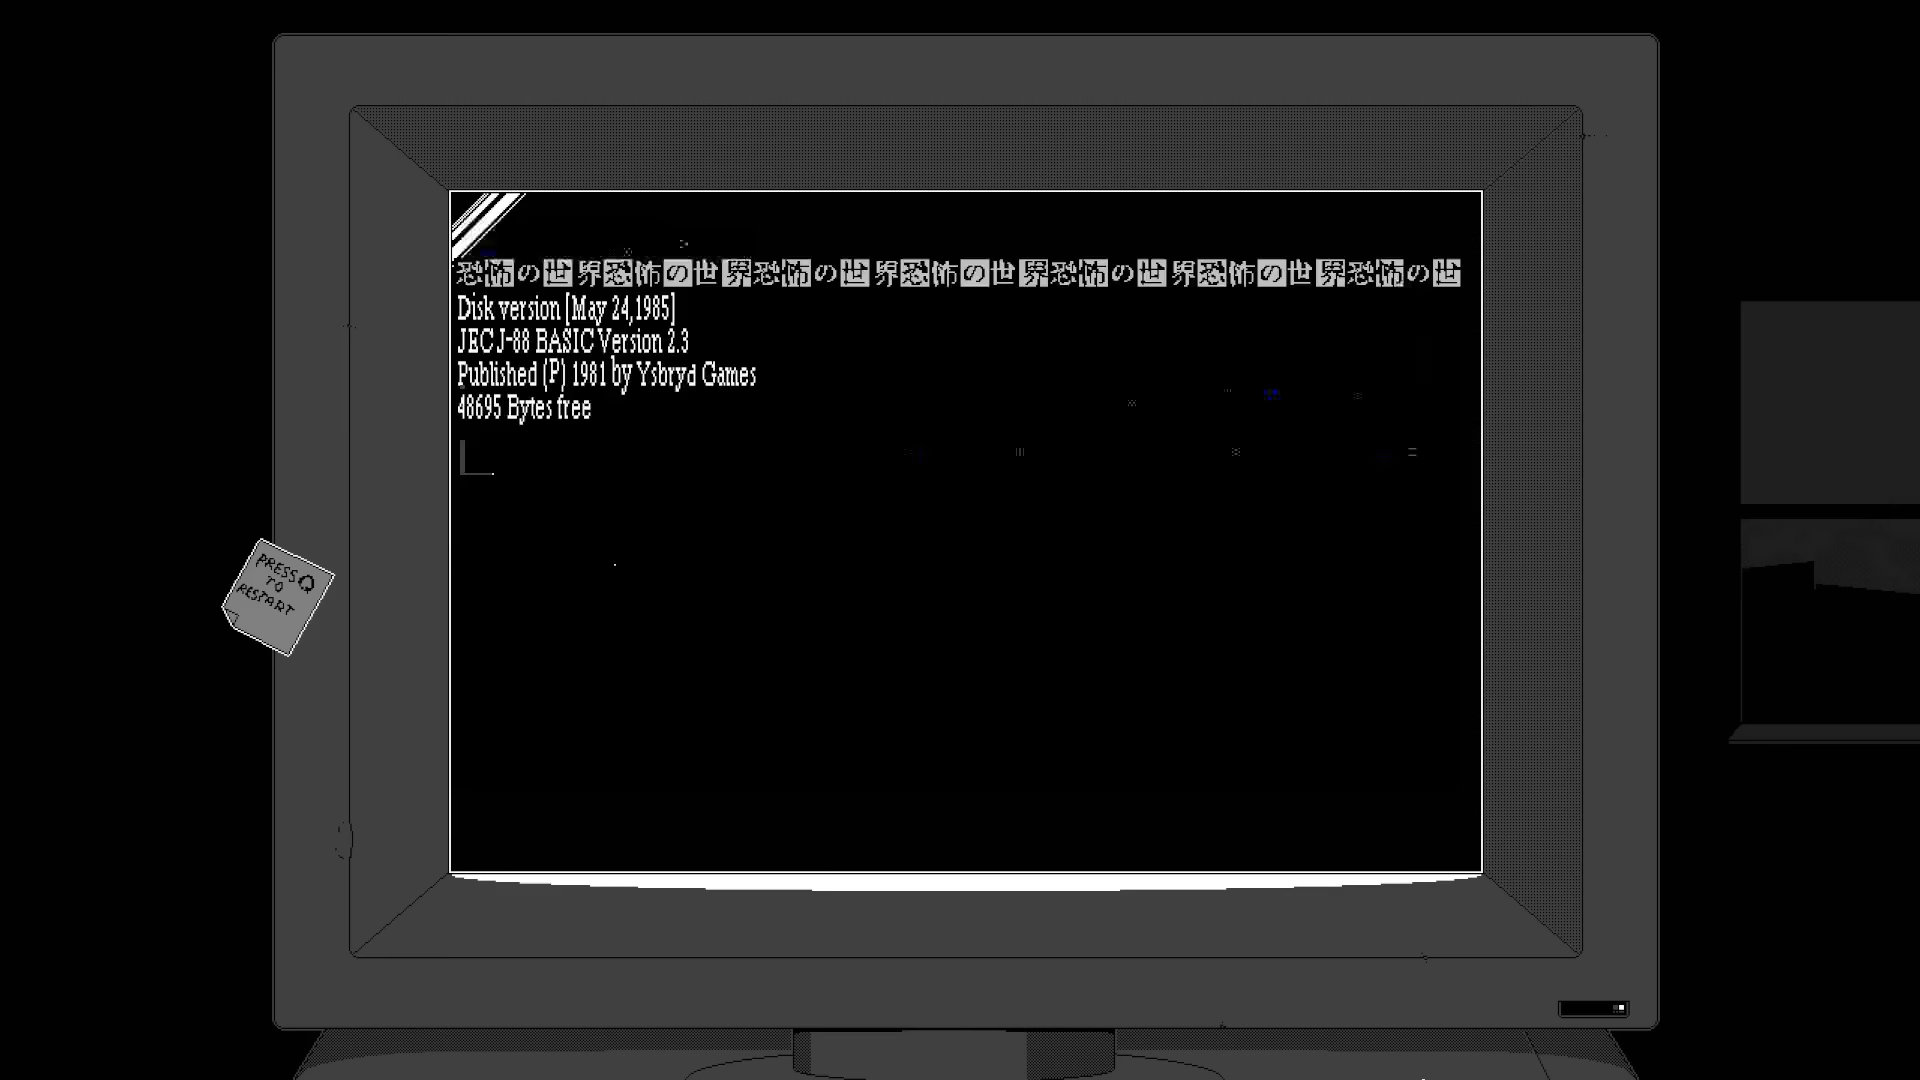 恐怖の世界恐怖の世界恐怖の世界恐怖の世界恐怖の世界恐怖の世界恐怖の世
Disk version [May 24,1985]
JEC J-88 BASIC Version 2.3
Published (P) 1981 by Ysbryd Games
48695 Bytes free
PRESS Q
TO
RESTART